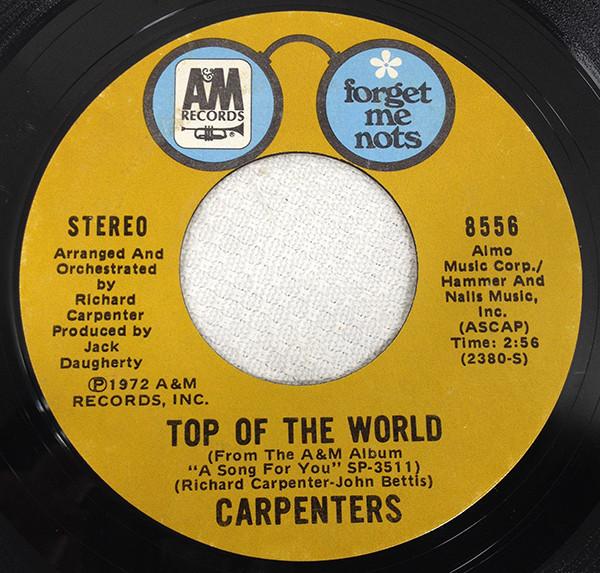 A&M
RECORDS
®
forget
me
nots
STEREO
Arranged And
Orchestrated
by
Richard
Carpenter
Produced by
Jack
Daugherty
℗1972 A&M
RECORDS, INC.
8556
Almo
Music Corp./
Hammer And
Nails Music,
Inc.
(ASCAP)
Time: 2:56
(2380-S)
TOP OF THE WORLD
(From The A&M Album
"A Song For You" SP-3511)
(Richard Carpenter-John Bettis)
CARPENTERS